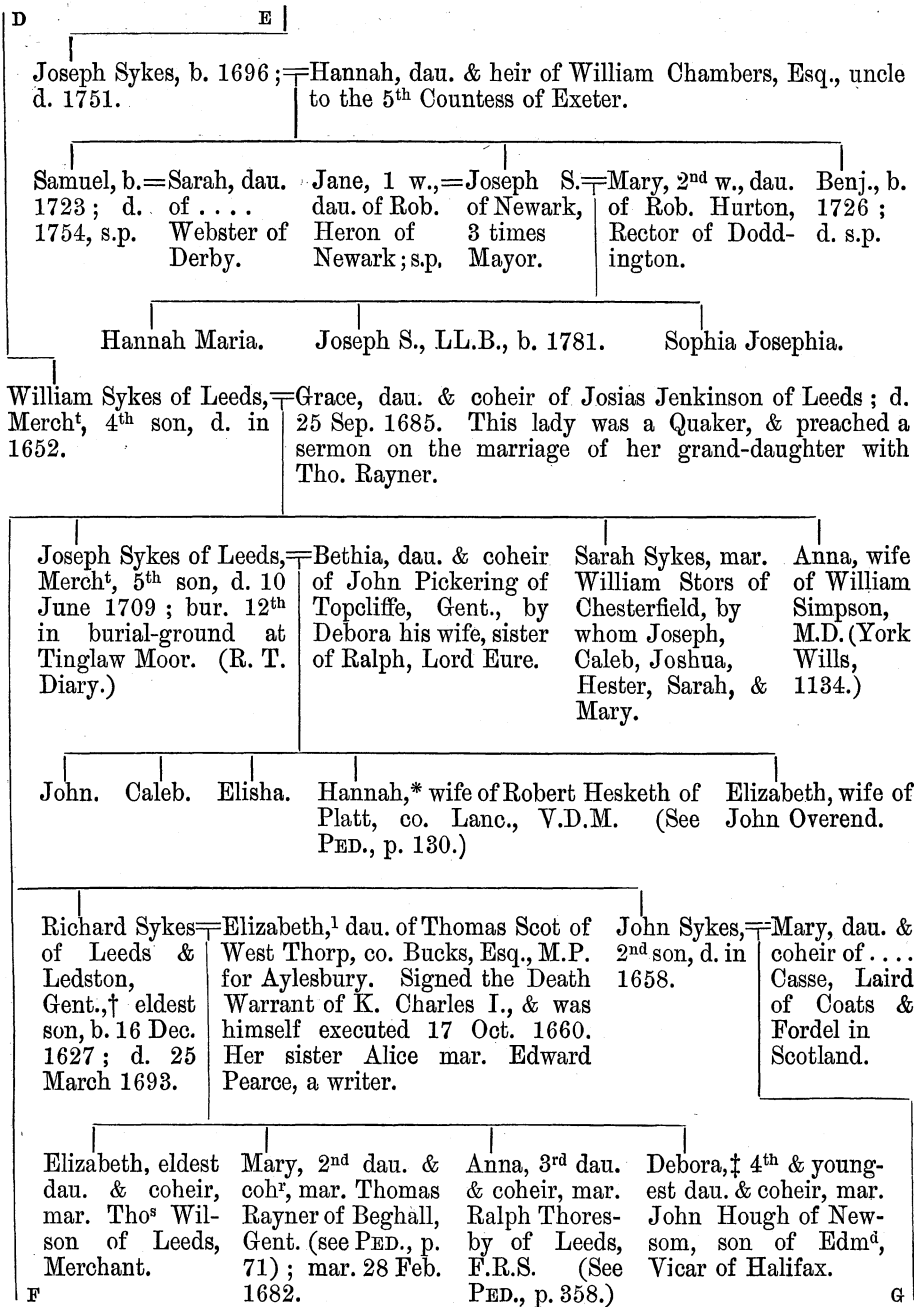 D E
Joseph Sykes, b. 1696 ;
d. 1751.
Hannah, dau. & heir of William Chambers, Esq., uncle
to the 5th Countess of Exeter.
Samuel, b.
1723 ; d.
1754, s.p.
Sarah, dau.
of . . . .
Webster of
Derby.
Jane, 1 w.,
dau. of Rob.
Heron of
Newark ; s.p.
Joseph S.
of Newark,
3 times
Mayor.
Mary, 2nd w., dau.
of Rob. Hurton,
Rector of Dodd-
ington.
Benj., b.
1726 ;
d. s.p.
Hannah Maria.
Joseph S., LL.B., b. 1781.
Sophia Josephia.
William Sykes of Leeds,
Mercht, 4th son, d. in
1652.
Grace, dau. & coheir of Josias Jenkinson of Leeds ; d.
25 Sep. 1685. This lady was a Quaker, & preached a
sermon on the marriage of her grand-daughter with
Tho. Rayner.
Joseph Sykes of Leeds,
Mercht, 5th son, d. 10
June 1709 ; bur. 12th
in burial-ground at
Tinglaw Moor. (R. T.
Diary.)
Bethia, dau. & coheir
of John Pickering of
Topcliffe, Gent., by
Debora his wife, sister
of Ralph, Lord Eure.
Sarah Sykes, mar.
William Stors of
Chesterfield, by
whom Joseph,
Caleb, Joshua,
Hester, Sarah, &
Mary.
Anna, wife
of William
Simpson,
M.D. (York
Wills,
1134.)
John.
Caleb.
Elisha.
Hannah,* wife of Robert Hesketh of
Platt, co. Lanc., V.D.M. (See
PED., p. 130.)
Elizabeth, wife of
John Overend.
Richard Sykes
of Leeds &
Ledston,
Gent.,† eldest
son, b. 16 Dec.
1627 ; d. 25
March 1693.
Elizabeth,1 dau. of Thomas Scot of
West Thorp, co. Bucks, Esq., M.P.
for Aylesbury. Signed the Death
Warrant of K. Charles I., & was
himself executed 17 Oct. 1660.
Her sister Alice mar. Edward
Pearce, a writer.
John Sykes,
2nd son, d. in
1658.
Mary, dau. &
coheir of . . . .
Casse, Laird
of Coats &
Fordel in
Scotland.
Elizabeth, eldest
dau. & coheir,
mar. Thos Wil-
son of Leeds,
Merchant.
Mary, 2nd dau. &
cohr, mar. Thomas
Rayner of Beghall,
Gent. (see PED., p.
71) ; mar. 28 Feb.
1682.
Anna, 3rd dau.
& coheir, mar.
Ralph Thores-
by of Leeds,
F.R.S. (See
PED., p. 358.)
Debora,‡ 4th & young-
est dau. & coheir, mar.
John Hough of New-
som, son of Edmd,
Vicar of Halifax.
F G